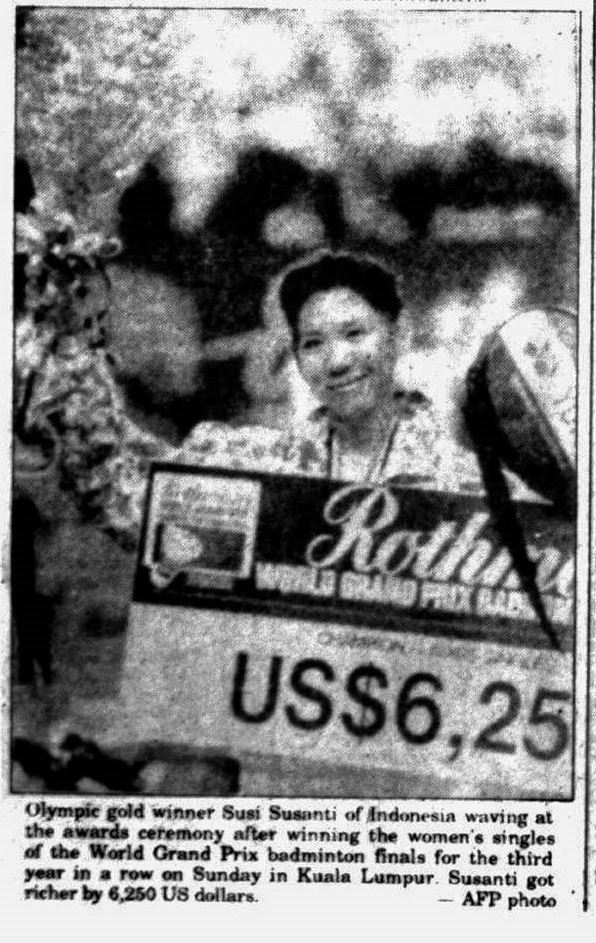 Rothm
WORLD GRAND PRIX BADM
US$6,25
Olympic gold winner Susi Susanti of Indonesia waving at
the awards ceremony after winning the women's singles
of the World Grand Prix badminton finals for the third
year in a row on Sunday in Kuala Lumpur. Susanti got
richer by 6,250 US dollars. — AFP photo